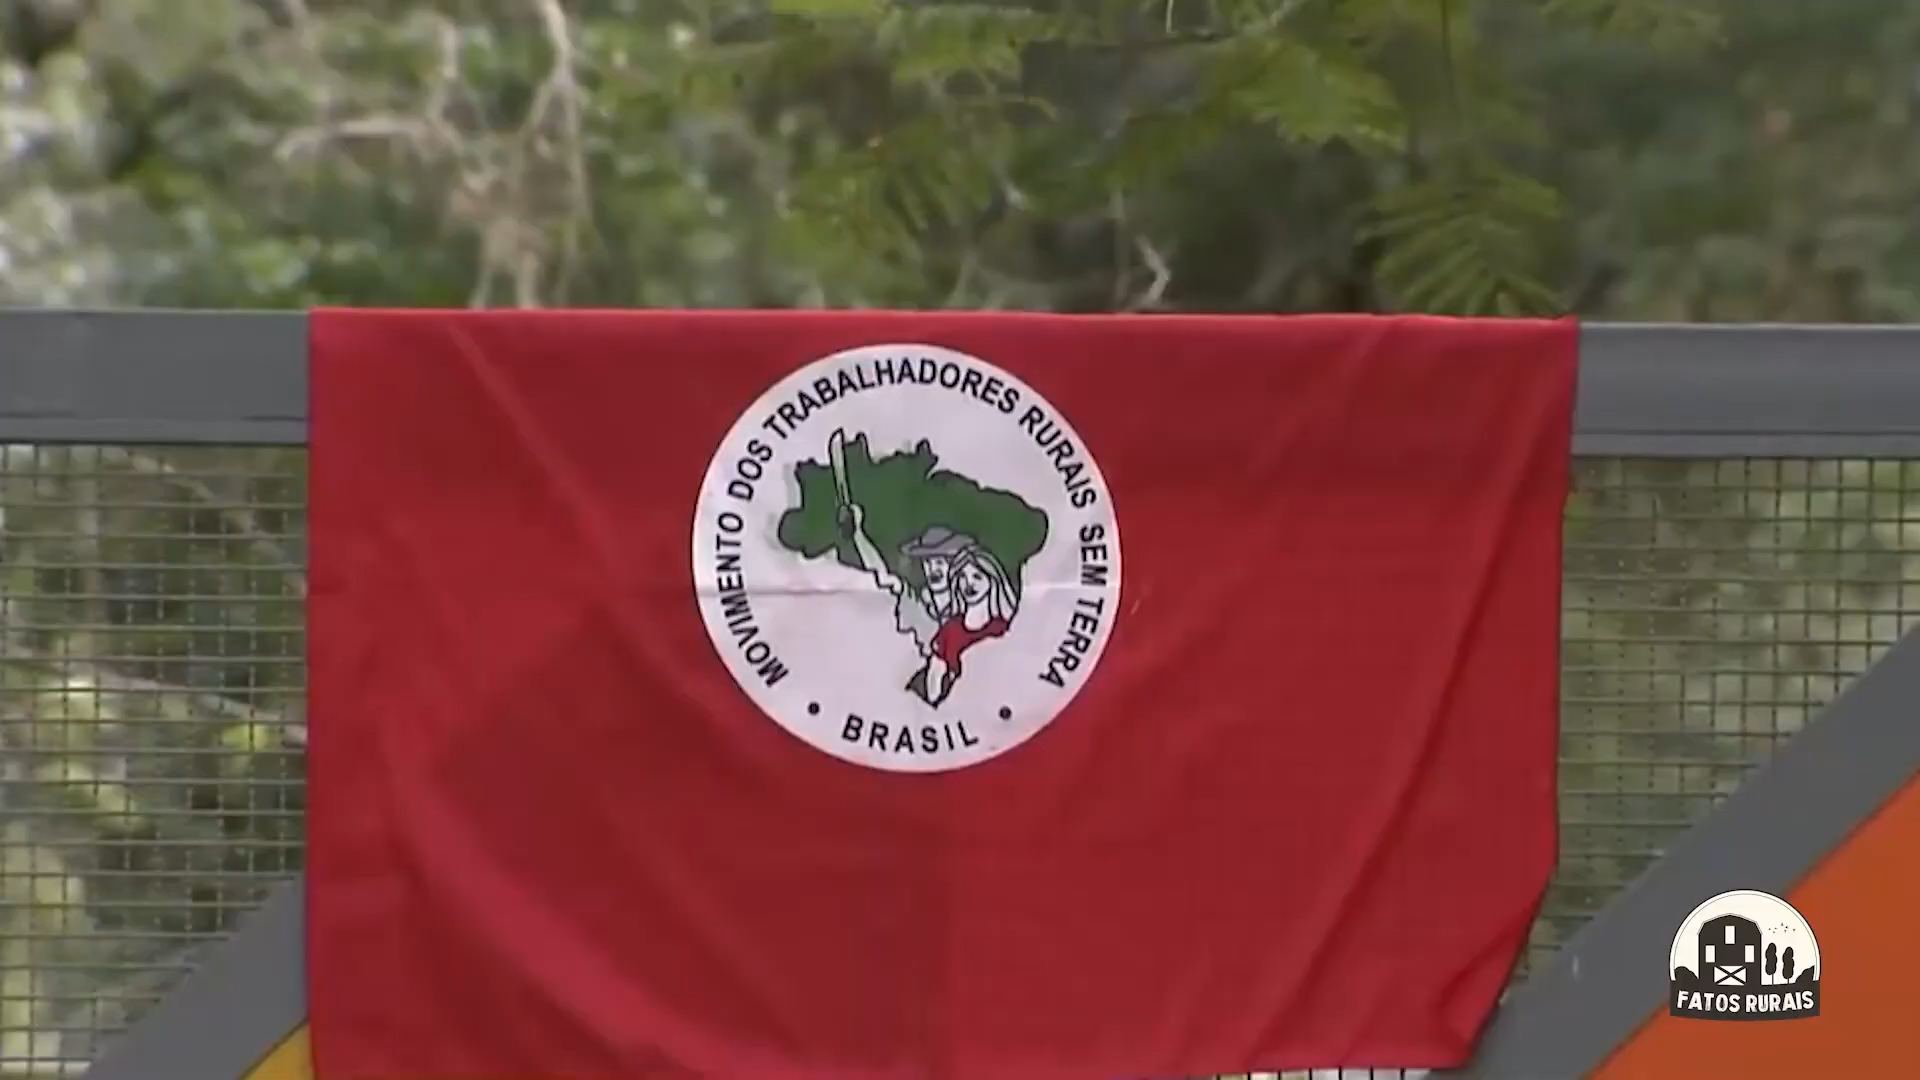 MOVIMENTO DOS TRABALHADORES RURAIS SEM TERRA
• BRASIL •
FATOS RURAIS